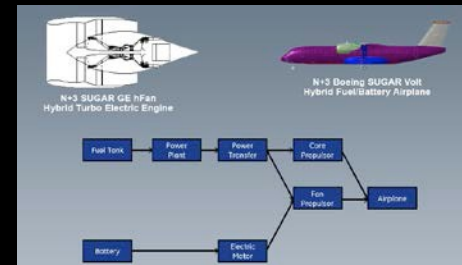 N+3 SUGAR GE hFan
Hybrid Turbo Electric Engine
N+3 Boeing SUGAR Volt
Hybrid Fuel/Battery Airplane
Fuel Tank
Power
Plant
Power
Transfer
Core
Propulsor
Fan
Propulsor
Airplane
Battery
Electric
Motor